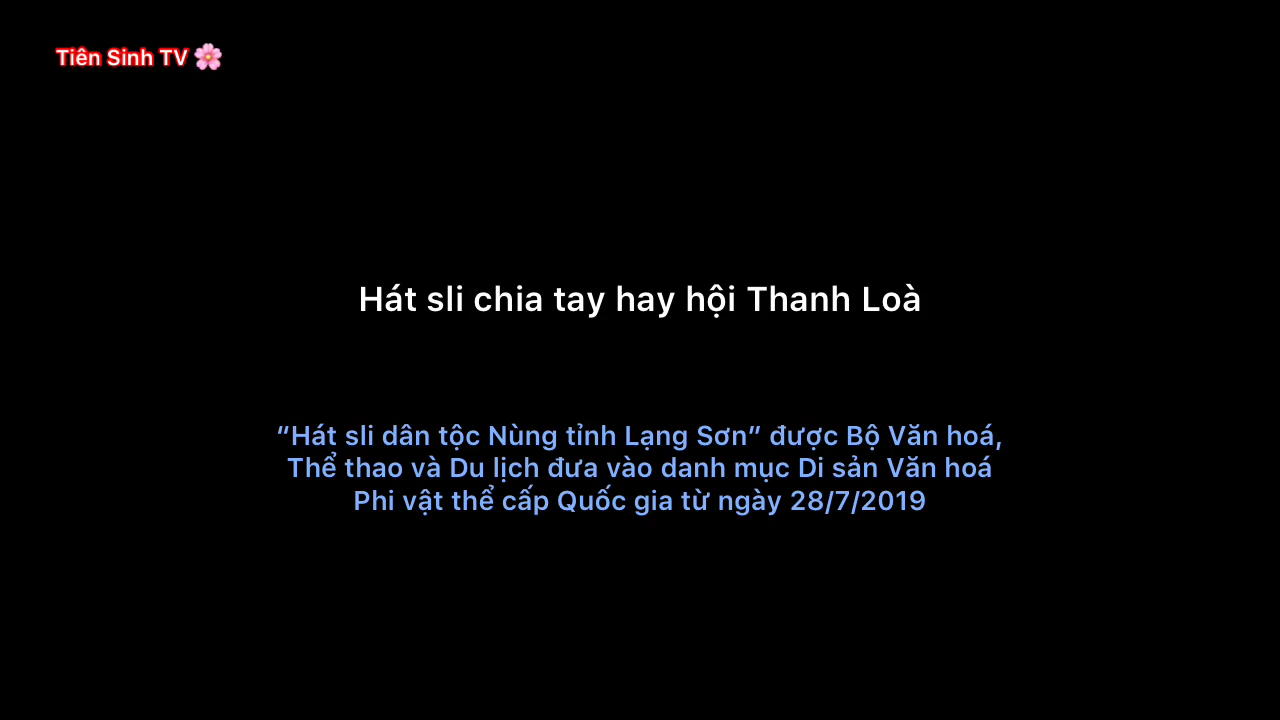 Tiên Sinh TV 🌸
Hát sli chia tay hay hội Thanh Loà
“Hát sli dân tộc Nùng tỉnh Lạng Sơn” được Bộ Văn hoá,
Thể thao và Du lịch đưa vào danh mục Di sản Văn hoá
Phi vật thể cấp Quốc gia từ ngày 28/7/2019